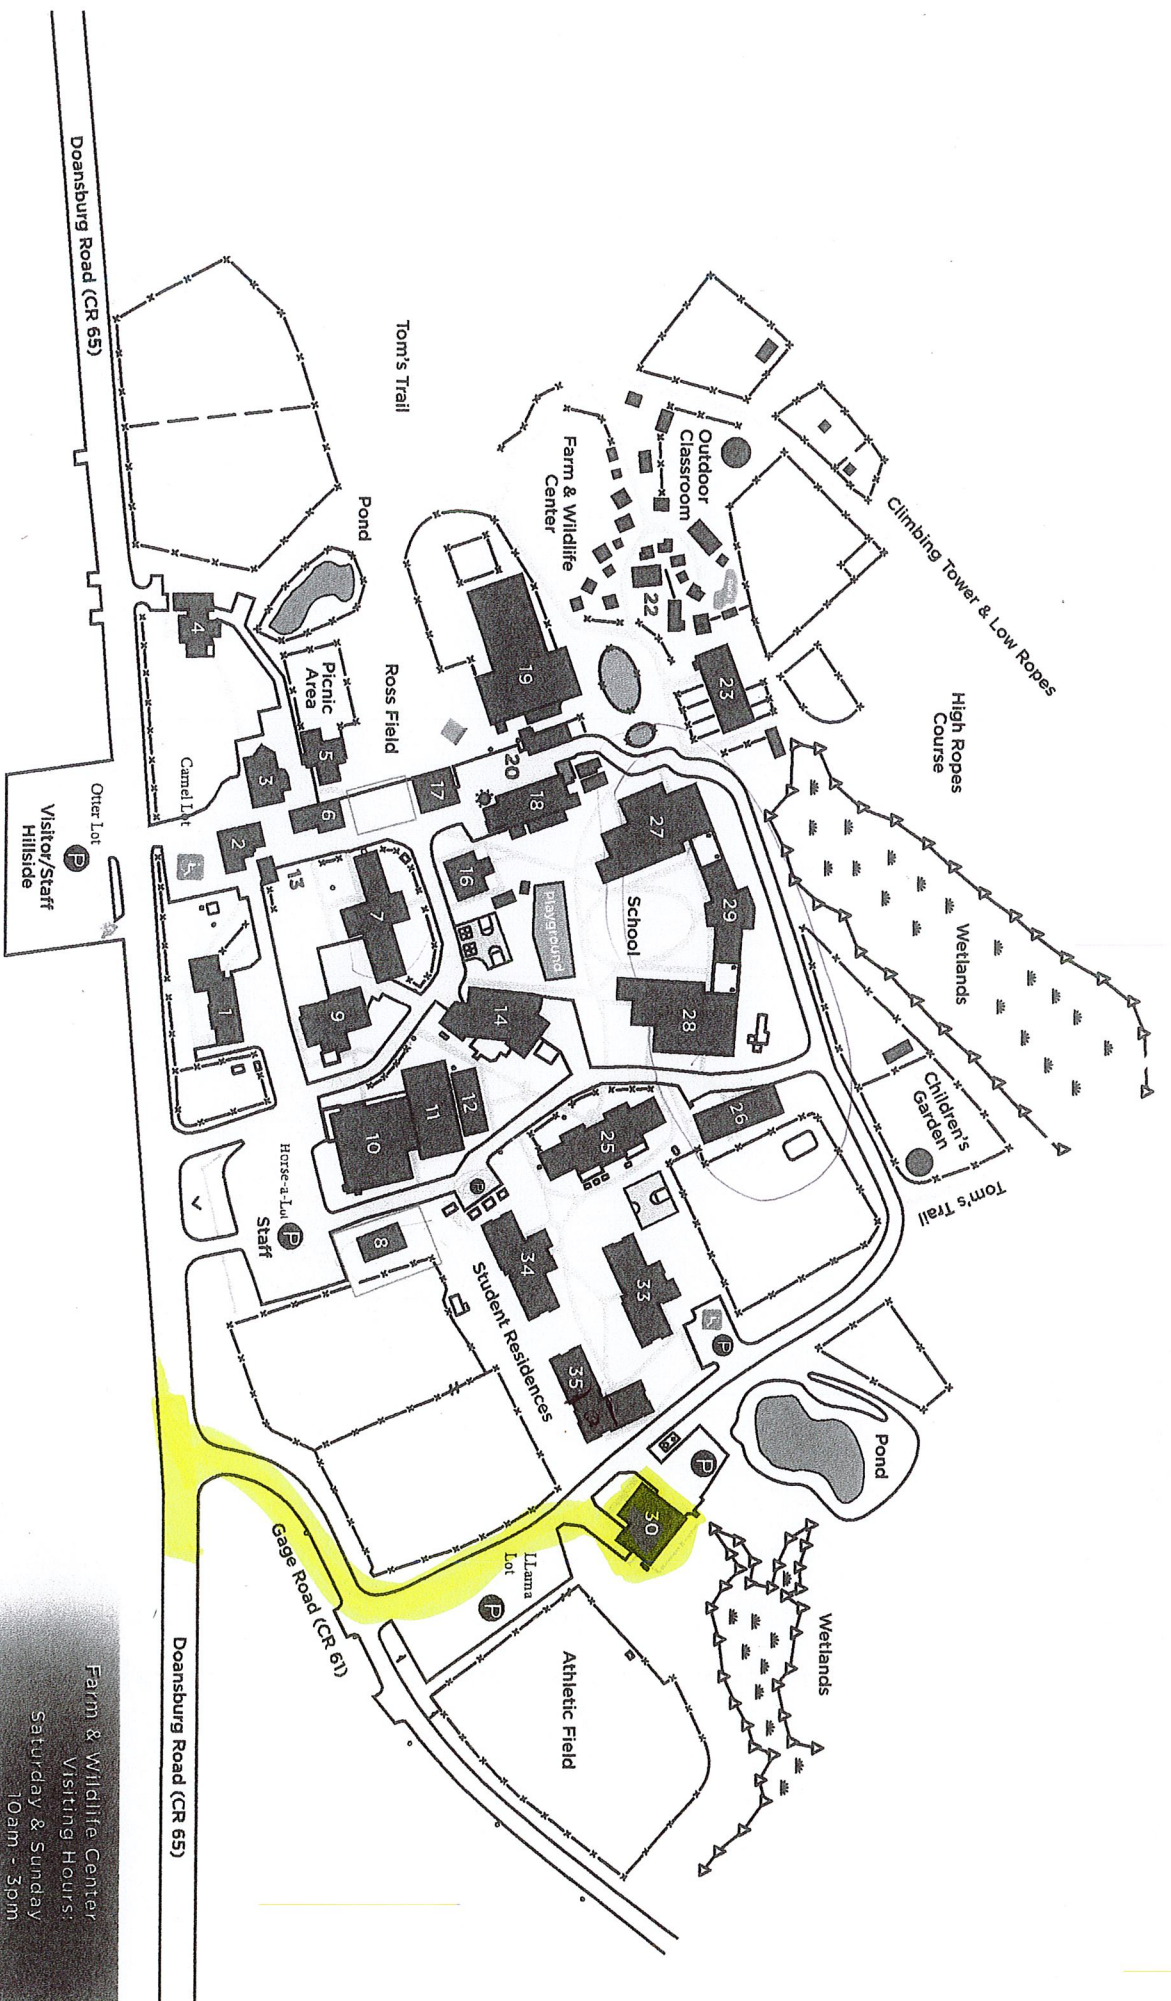 Climbing Tower & Low Ropes
High Ropes
Course
Wetlands
Children's
Garden
Tom's Trail
Pond
Wetlands
Outdoor
Classroom
Farm & Wildlife
Center
22
23
19
20
18
17
16
27
29
28
School
Playground
14
26
25
P
33
34
35
P
P
30
Student Residences
LLama
Lot
P
Athletic Field
Tom's Trail
Pond
Ross Field
Picnic
Area
4
5
3
6
2
13
7
9
1
12
11
10
8
Camel Lot
Horse-a-Lot
P
Staff
Gage Road (CR 61)
Doansburg Road (CR 65)
Doansburg Road (CR 65)
Otter Lot
P
Visitor/Staff
Hillside
Farm & Wildlife Center
Visiting Hours:
Saturday & Sunday
10am - 3pm